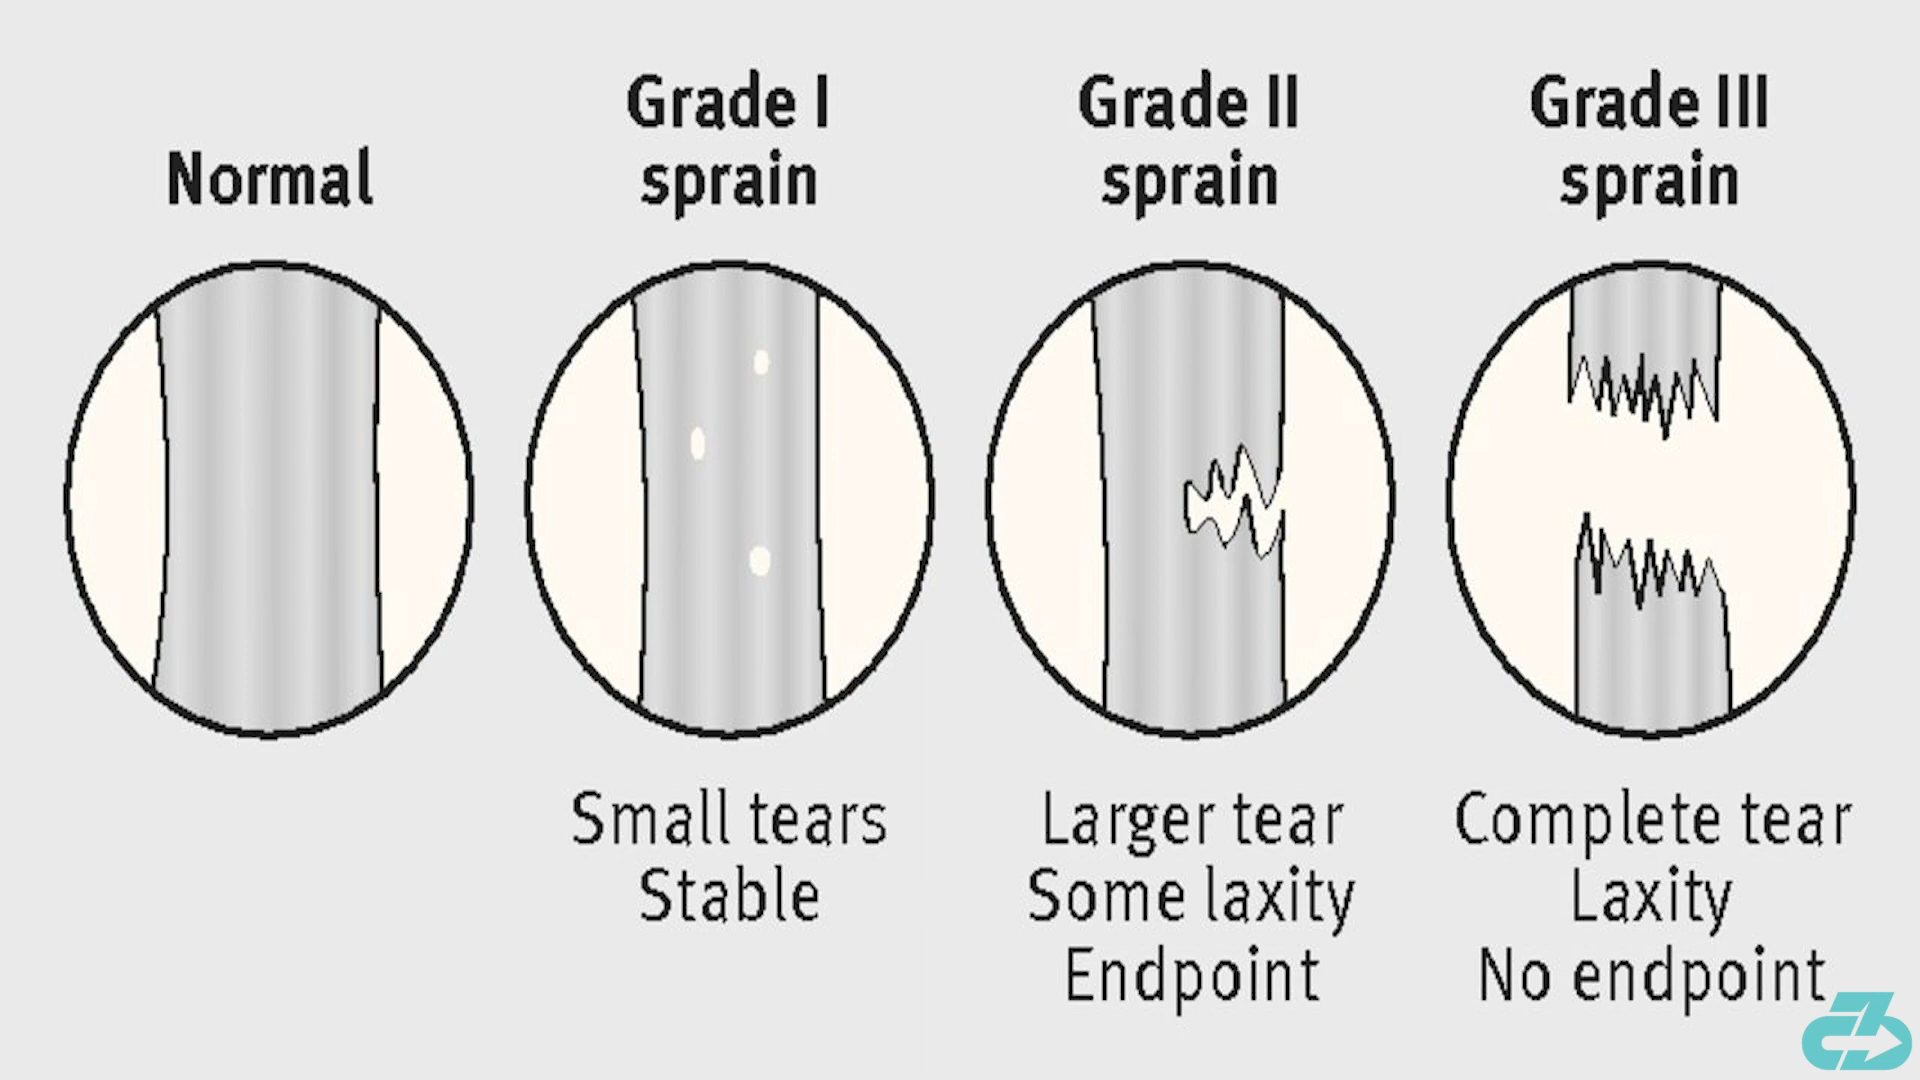 Normal
Grade I
sprain
Grade II
sprain
Grade III
sprain
Small tears
Stable
Larger tear
Some laxity
Endpoint
Complete tear
Laxity
No endpoint